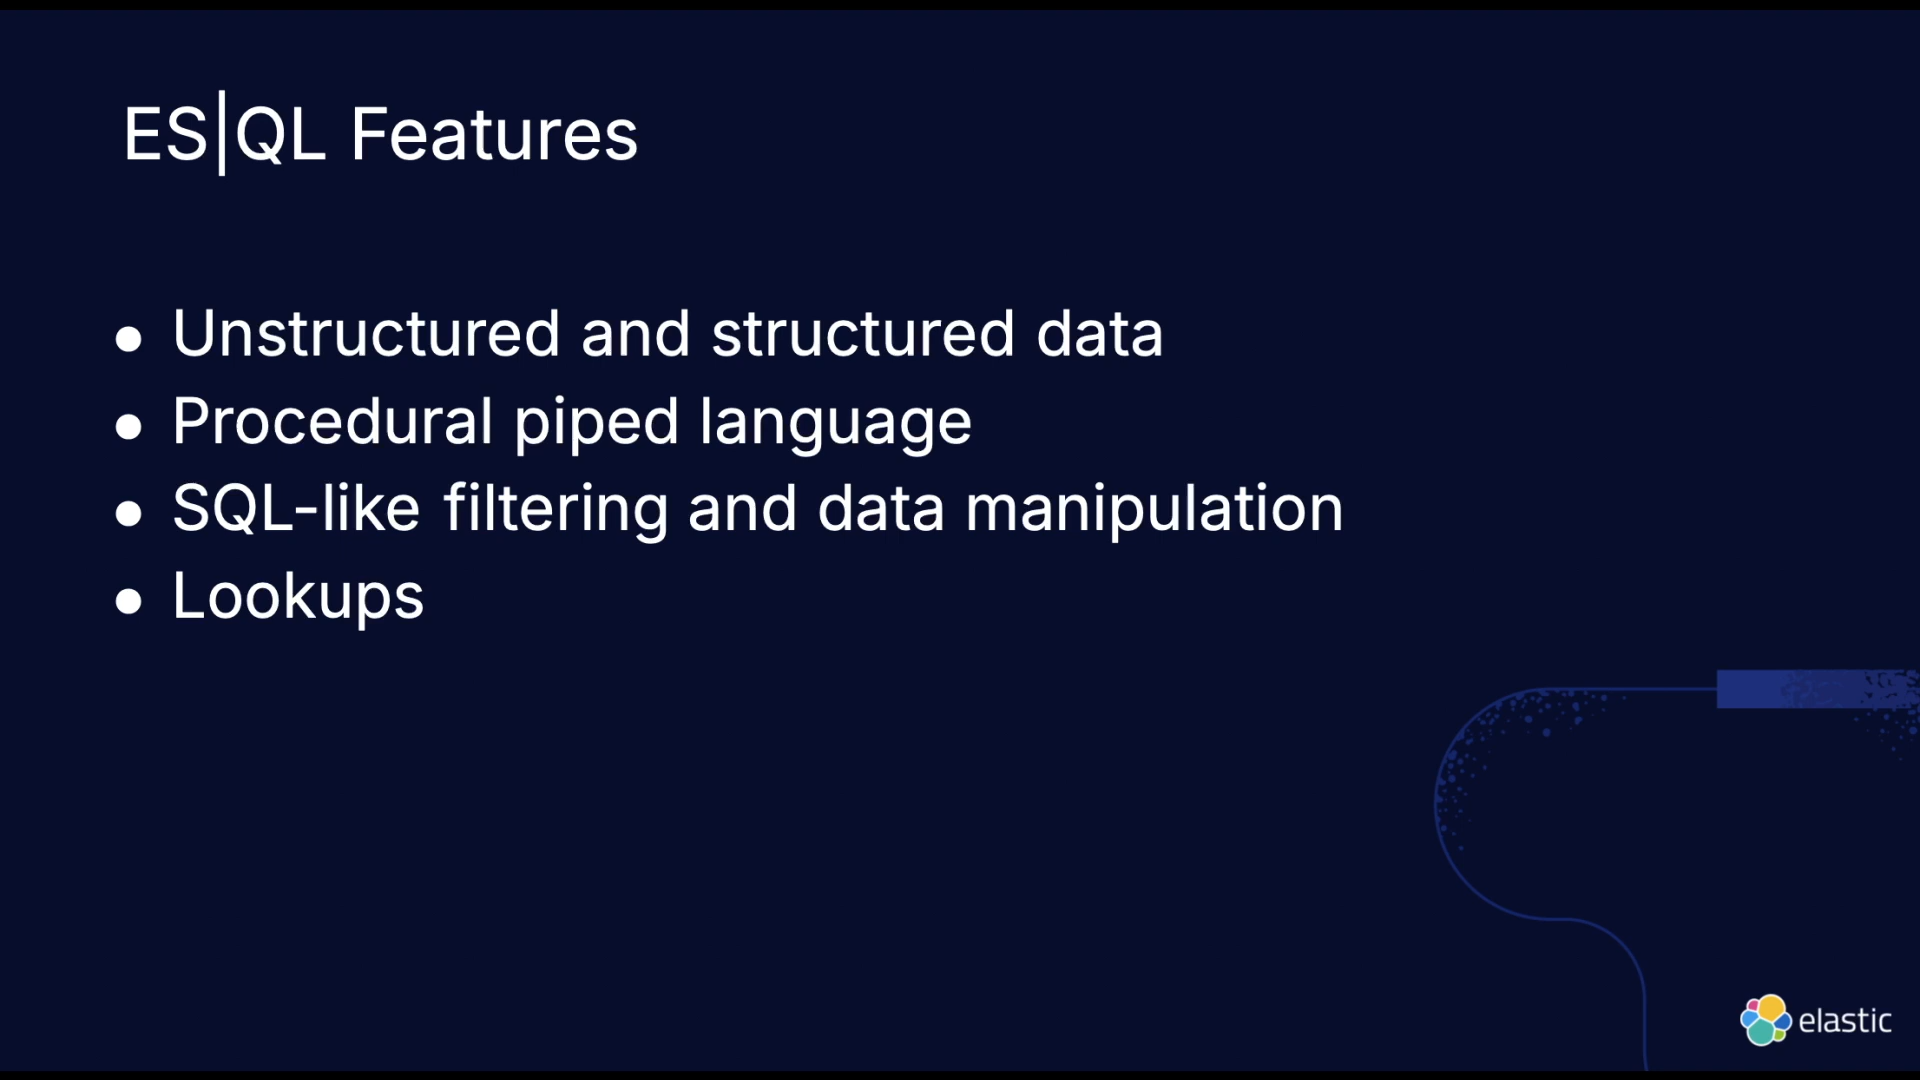 ES|QL Features
● Unstructured and structured data
● Procedural piped language
● SQL-like filtering and data manipulation
● Lookups
elastic